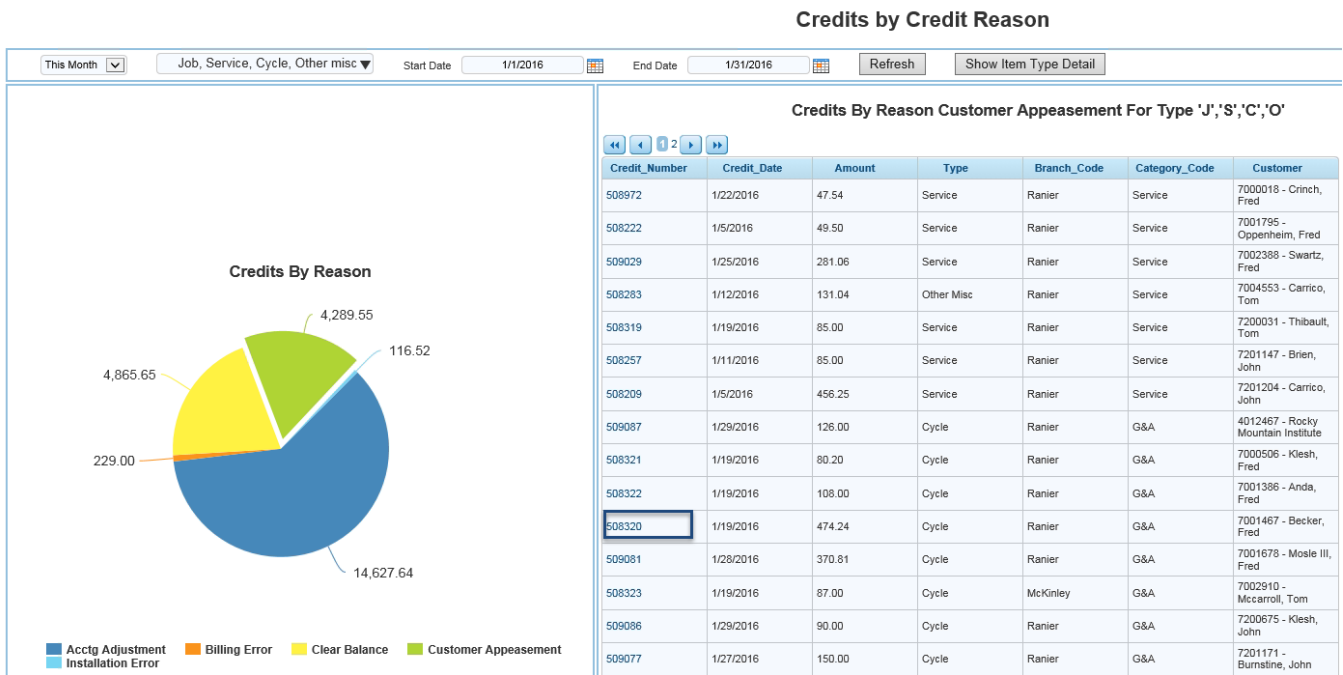 Credits by Credit Reason
This Month
Job, Service, Cycle, Other misc
Start Date
1/1/2016
End Date
1/31/2016
Refresh
Show Item Type Detail
Credits By Reason
4,289.55
116.52
4,865.65
229.00
14,627.64
Acctg Adjustment Billing Error Clear Balance Customer Appeasement
Installation Error
Credits By Reason Customer Appeasement For Type 'J','S','C','O'
1 2
Credit_Number Credit_Date Amount Type Branch_Code Category_Code Customer
508972 1/22/2016 47.54 Service Ranier Service 7000018 - Crinch,
Fred
508222 1/5/2016 49.50 Service Ranier Service 7001795 -
Oppenheim, Fred
509029 1/25/2016 281.06 Service Ranier Service 7002388 - Swartz,
Fred
508283 1/12/2016 131.04 Other Misc Ranier Service 7004553 - Carrico,
Tom
508319 1/19/2016 85.00 Service Ranier Service 7200031 - Thibault,
Tom
508257 1/11/2016 85.00 Service Ranier Service 7201147 - Brien,
John
508209 1/5/2016 456.25 Service Ranier Service 7201204 - Carrico,
John
509087 1/29/2016 126.00 Cycle Ranier G&A 4012467 - Rocky
Mountain Institute
508321 1/19/2016 80.20 Cycle Ranier G&A 7000506 - Klesh,
Fred
508322 1/19/2016 108.00 Cycle Ranier G&A 7001386 - Anda,
Fred
508320 1/19/2016 474.24 Cycle Ranier G&A 7001467 - Becker,
Fred
509081 1/28/2016 370.81 Cycle Ranier G&A 7001678 - Mosle III,
Fred
508323 1/19/2016 87.00 Cycle McKinley G&A 7002910 -
Mccarroll, Tom
509086 1/29/2016 90.00 Cycle Ranier G&A 7200675 - Klesh,
John
509077 1/27/2016 150.00 Cycle Ranier G&A 7201171 -
Burnstine, John